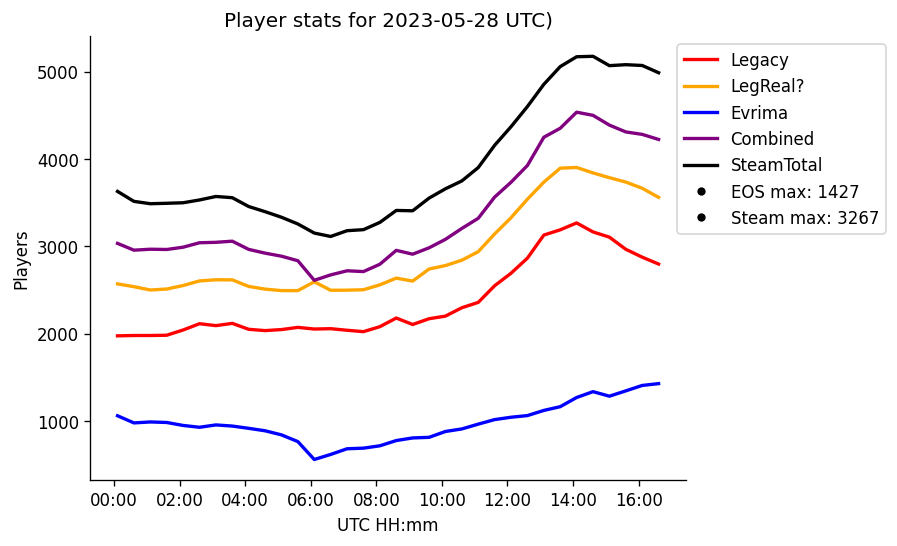 Player stats for 2023-05-28 UTC)
Legacy
LegReal?
Evrima
Combined
SteamTotal
EOS max: 1427
Steam max: 3267
Players
5000
4000
3000
2000
1000
00:00 02:00 04:00 06:00 08:00 10:00 12:00 14:00 16:00
UTC HH:mm